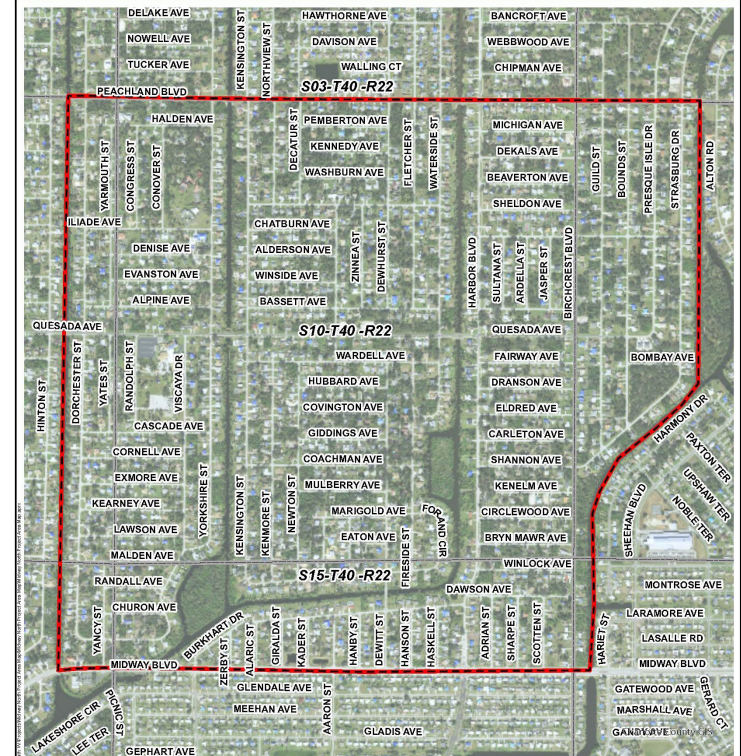 DELAKE AVE
HAWTHORNE AVE
BANCROFT AVE
KENSINGTON ST
NORTHVIEW ST
NOWELL AVE
DAVISON AVE
WEBBWOOD AVE
TUCKER AVE
WALLING CT
CHIPMAN AVE
S03-T40 -R22
PEACHLAND BLVD
HALDEN AVE
PEMBERTON AVE
MICHIGAN AVE
DECATUR ST
KENNEDY AVE
FLETCHER ST
WATERSIDE ST
DEKALS AVE
WASHBURN AVE
BEAVERTON AVE
SHELDON AVE
YARMOUTH ST
CONGRESS ST
CONOVER ST
GUILD ST
BOUNDS ST
PRESQUE ISLE DR
STRASBURG DR
ALTON RD
ILIADE AVE
CHATBURN AVE
DENISE AVE
ALDERSON AVE
ZINNEA ST
DEWHURST ST
HARBOR BLVD
SULTANA ST
ARDELLA ST
JASPER ST
BIRCHCREST BLVD
EVANSTON AVE
WINSIDE AVE
ALPINE AVE
BASSETT AVE
QUESADA AVE
S10-T40 -R22
QUESADA AVE
WARDELL AVE
FAIRWAY AVE
BOMBAY AVE
HINTON ST
DORCHESTER ST
YATES ST
RANDOLPH ST
VISCAYA DR
HUBBARD AVE
DRANSON AVE
COVINGTON AVE
ELDRED AVE
HARMONY DR
CASCADE AVE
GIDDINGS AVE
CARLETON AVE
PAXTON TER
CORNELL AVE
COACHMAN AVE
SHANNON AVE
UPSHAW TER
EXMORE AVE
MULBERRY AVE
KENELM AVE
NOBLE TER
KEARNEY AVE
YORKSHIRE ST
KENSINGTON ST
KENMORE ST
NEWTON ST
MARIGOLD AVE
FORAND CIR
CIRCLEWOOD AVE
SHEEHAN BLVD
LAWSON AVE
EATON AVE
BRYN MAWR AVE
MALDEN AVE
FIRESIDE ST
WINLOCK AVE
S15-T40 -R22
RANDALL AVE
DAWSON AVE
MONTROSE AVE
CHURON AVE
LARAMORE AVE
YANCY ST
BURKHART DR
ZERBY ST
ALARIC ST
GIRALDA ST
KADER ST
HANBY ST
DEWITT ST
HANSON ST
HASKELL ST
ADRIAN ST
SHARPE ST
SCOTTEN ST
HARIET ST
LASALLE RD
MIDWAY BLVD
MIDWAY BLVD
GLENDALE AVE
GATEWOOD AVE
GERARD CT
PICNIC ST
MEEHAN AVE
AARON ST
MARSHALL AVE
LAKESHORE CIR
LEE TER
GLADIS AVE
GANDY AVE
GEPHART AVE